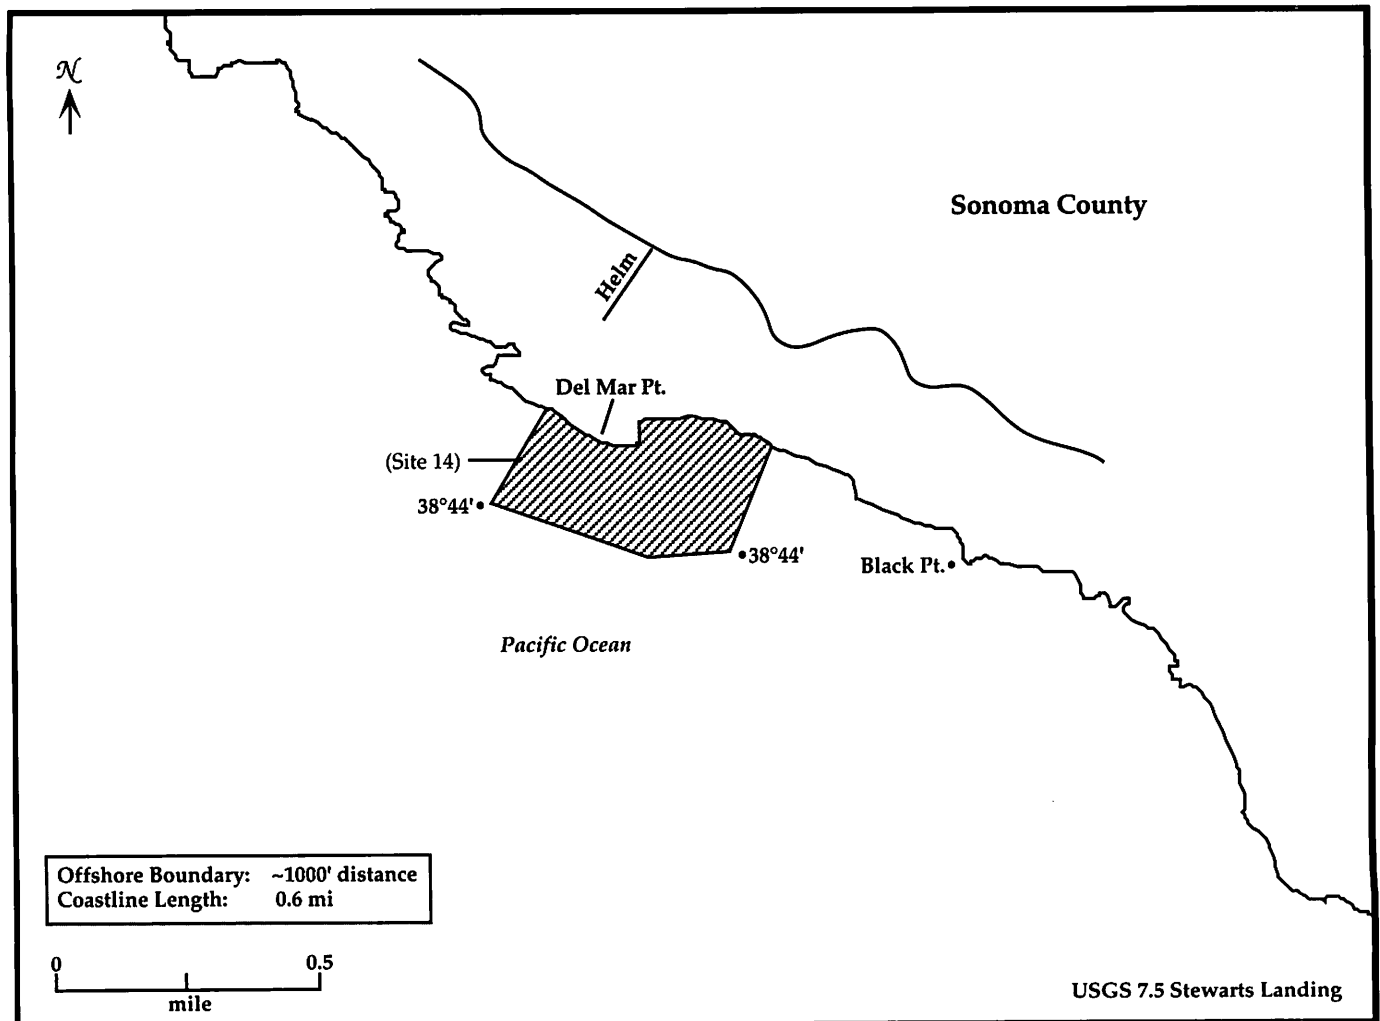 N
Sonoma County
Helm
Del Mar Pt.
(Site 14)
38°44'
38°44'
Black Pt.
Pacific Ocean
Offshore Boundary: ~1000' distance
Coastline Length: 0.6 mi
0 0.5
mile
USGS 7.5 Stewarts Landing